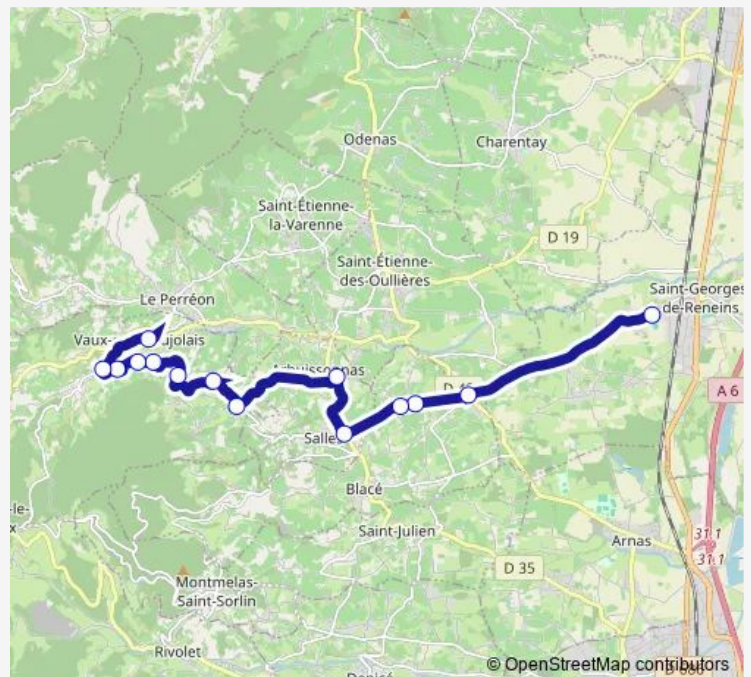 Odenas
Charentay
Saint-Étienne-
la-Varenne
D 19
Saint-Étienne-
des-Oullières
Saint-Georges
de-Reneins
Le Perréon
Vaux-
ujolais
D 4
A 6
Salle
Blacé
Saint-Julien
31.1
31.1
Arnas
-le-
x
D 35
Montmelas-
Saint-Sorlin
Rivolet
© OpenStreetMap contributors